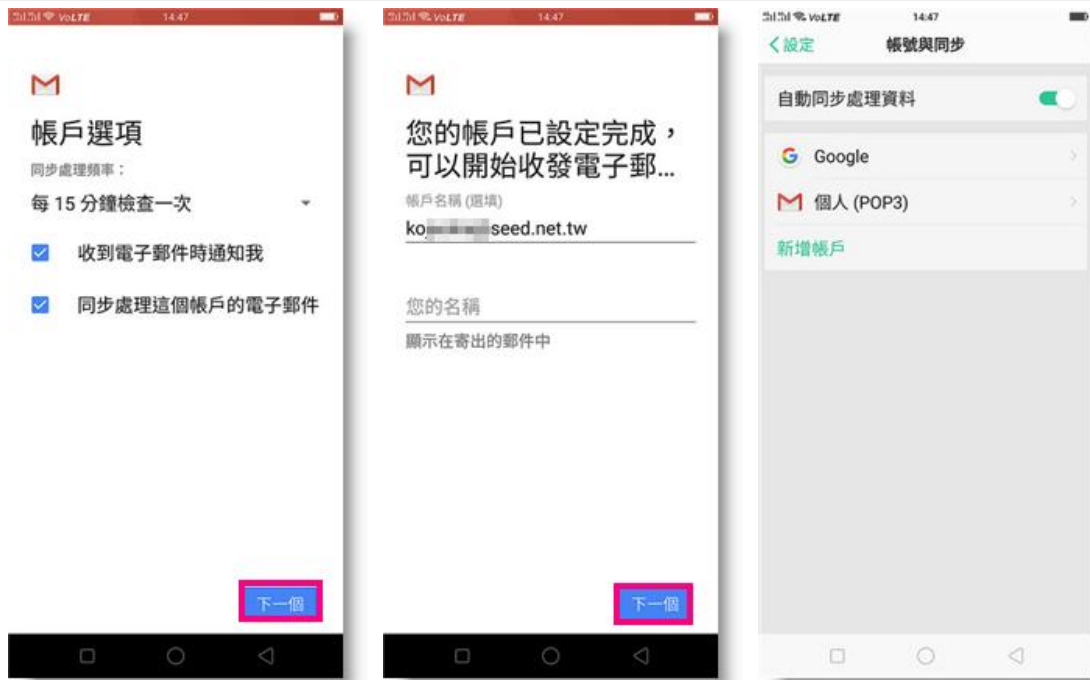 VoLTE 14:47
帳戶選項
同步處理頻率：
每 15 分鐘檢查一次
收到電子郵件時通知我
同步處理這個帳戶的電子郵件
下一個
VoLTE 14:47
您的帳戶已設定完成，
可以開始收發電子郵...
帳戶名稱 (選填)
ko seed.net.tw
您的名稱
顯示在寄出的郵件中
下一個
VoLTE 14:47
設定 帳號與同步
自動同步處理資料
Google
個人 (POP3)
新增帳戶